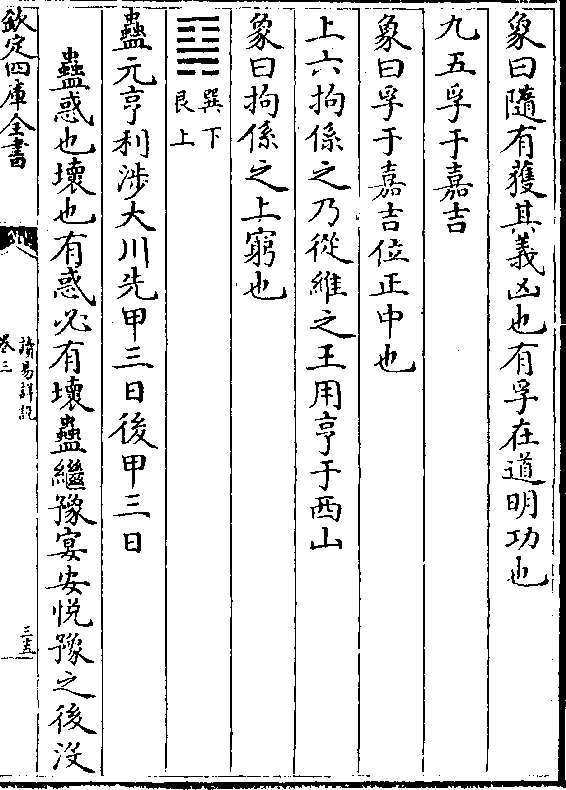 象曰隨有獲其義凶也有孚在道明功也
九五孚于嘉吉
象曰孚于嘉吉位正中也
上六拘係之乃從維之王用亨于西山
象曰拘係之上窮也
巽下
艮上
蠱元亨利涉大川先甲三日後甲三日
蠱惑也壞也有惑必有壞蠱繼豫宴安悅豫之後沒
欽定四庫全書
讀易詳說
卷三
三五